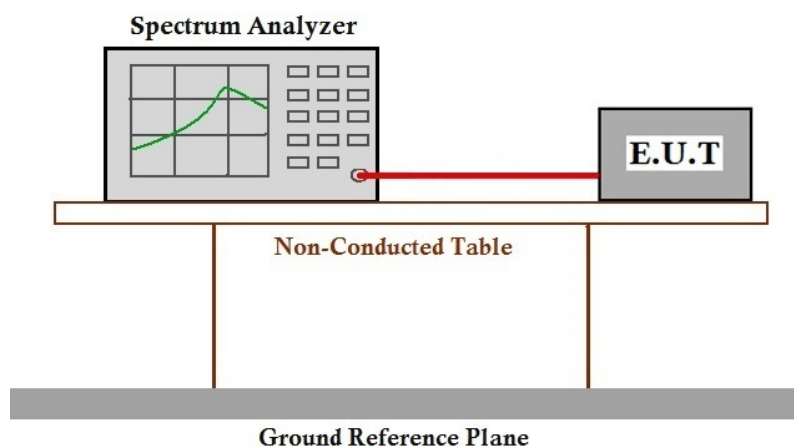 Spectrum Analyzer
E.U.T
Non-Conducted Table
Ground Reference Plane